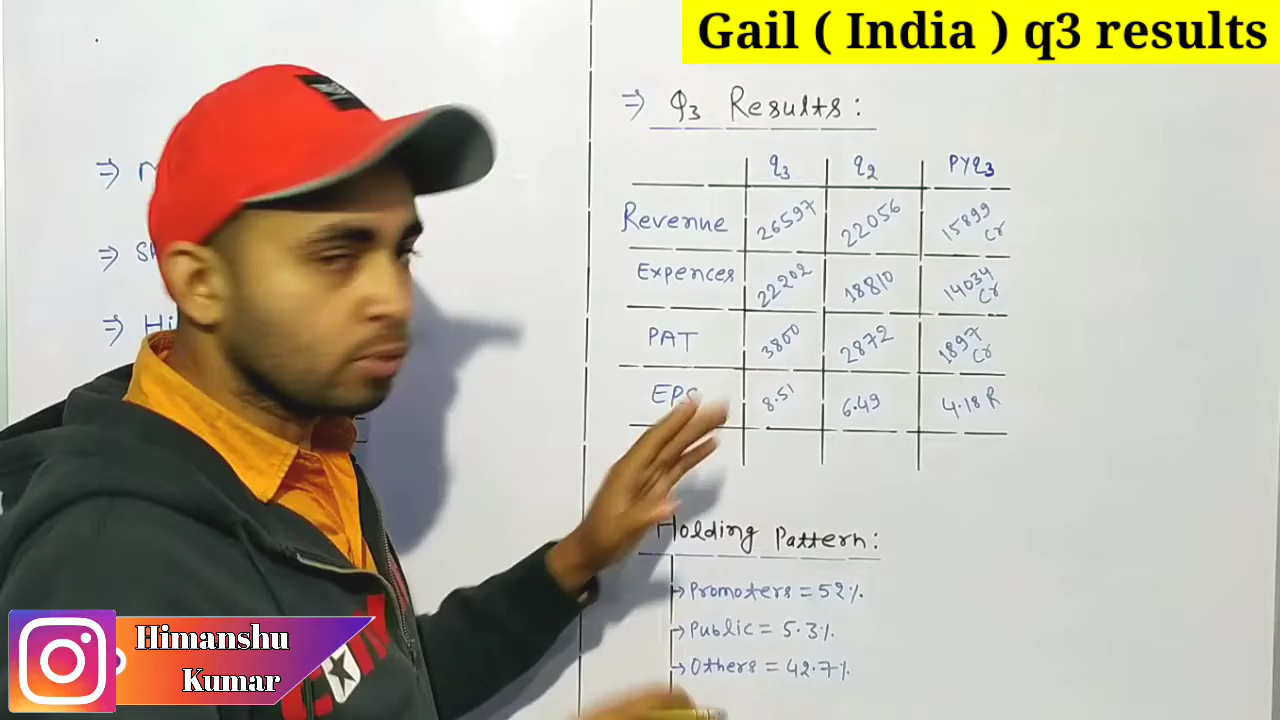 Gail ( India ) q3 results
⇒ Q3 Results:
q3 q2 PYq3
Revenue 26597 22056 15899 Cr
Expences 22202 18810 14034 Cr
PAT 3800 2872 1897 Cr
EPS 8.51 6.49 4.18 R
Holding Pattern:
→ Promoters = 52%.
→ Public = 5.3%.
→ Others = 42.7%.
Himanshu
Kumar